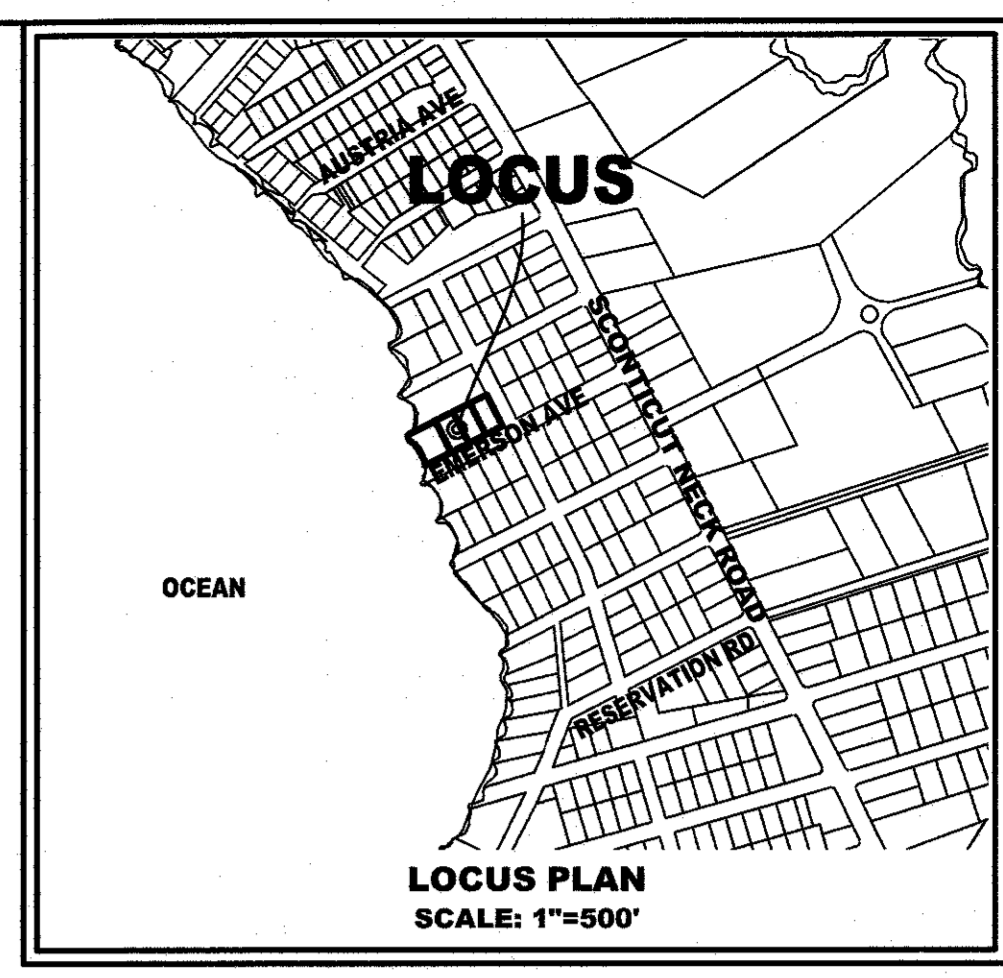 AUSTRIA AVE
LOCUS
SCONTICUT NECK ROAD
EMERSON AVE
OCEAN
RESERVATION RD
LOCUS PLAN
SCALE: 1"=500'